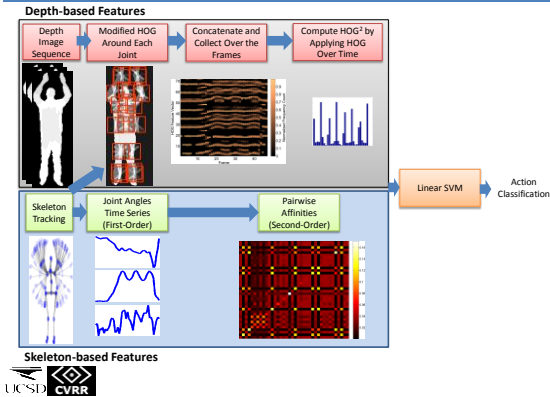 Depth-based Features
Depth
Image
Sequence
Modified HOG
Around Each
Joint
Concatenate and
Collect Over the
Frames
Compute HOG² by
Applying HOG
Over Time
Frame
Linear SVM
Action
Classification
Skeleton
Tracking
Joint Angles
Time Series
(First-Order)
Pairwise
Affinities
(Second-Order)
Skeleton-based Features
UCSD
CVRR